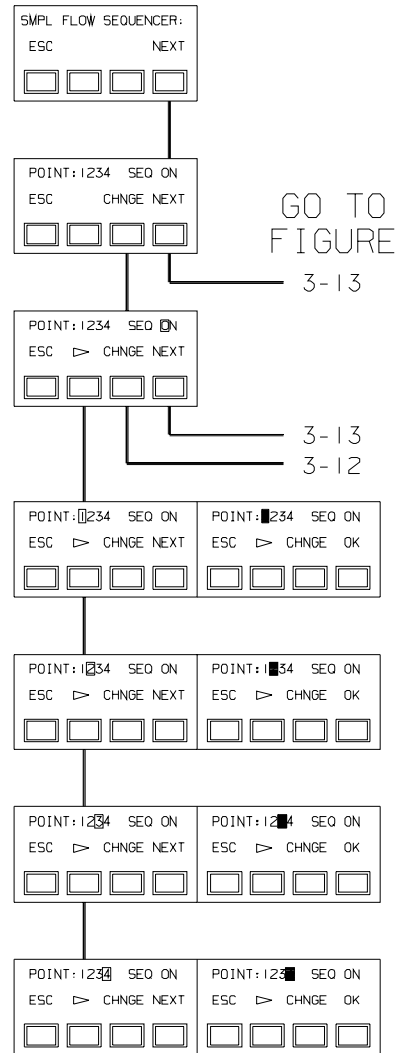 SMPL FLOW SEQUENCER:
ESC NEXT
POINT:1234 SEQ ON
ESC CHNGE NEXT
GO TO
FIGURE
3-13
POINT:1234 SEQ ON
ESC ▷ CHNGE NEXT
3-13
3-12
POINT:1234 SEQ ON
ESC ▷ CHNGE NEXT
POINT:█234 SEQ ON
ESC ▷ CHNGE OK
POINT:1234 SEQ ON
ESC ▷ CHNGE NEXT
POINT:1█34 SEQ ON
ESC ▷ CHNGE OK
POINT:1234 SEQ ON
ESC ▷ CHNGE NEXT
POINT:12█4 SEQ ON
ESC ▷ CHNGE OK
POINT:1234 SEQ ON
ESC ▷ CHNGE NEXT
POINT:123█ SEQ ON
ESC ▷ CHNGE OK